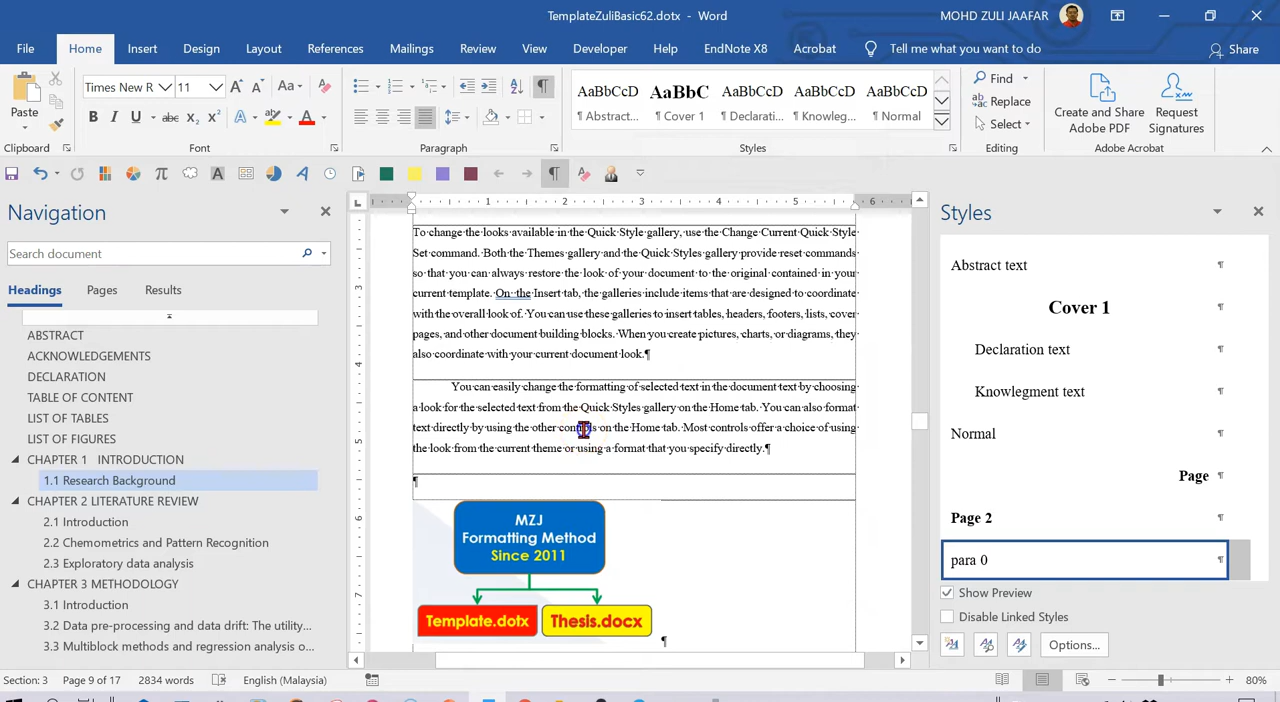 TemplateZuliBasic62.dotx - Word
MOHD ZULI JAAFAR
File Home Insert Design Layout References Mailings Review View Developer Help EndNote X8 Acrobat Tell me what you want to do Share
Paste
Clipboard
Times New R 11
Font
Paragraph
AaBbCcD AaBbC AaBbCcD AaBbCcD AaBbCcD
¶ Abstract... ¶ Cover 1 ¶ Declarati... ¶ Knowleg... ¶ Normal
Styles
Find
Replace
Select
Editing
Create and Share Adobe PDF
Request Signatures
Adobe Acrobat
Navigation
Search document
Headings Pages Results
ABSTRACT
ACKNOWLEDGMENTS
DECLARATION
TABLE OF CONTENT
LIST OF TABLES
LIST OF FIGURES
CHAPTER 1 INTRODUCTION
1.1 Research Background
CHAPTER 2 LITERATURE REVIEW
2.1 Introduction
2.2 Chemometrics and Pattern Recognition
2.3 Exploratory data analysis
CHAPTER 3 METHODOLOGY
3.1 Introduction
3.2 Data pre-processing and data drift: The utility...
3.3 Multiblock methods and regression analysis o...
1 2 3 4 5 6
3
4
5
6
7
To change the looks available in the Quick Style gallery, use the Change Current Quick Style
Set command. Both the Themes gallery and the Quick Styles gallery provide reset commands
so that you can always restore the look of your document to the original contained in your
current template. On the Insert tab, the galleries include items that are designed to coordinate
with the overall look of. You can use these galleries to insert tables, headers, footers, lists, cover
pages, and other document building blocks. When you create pictures, charts, or diagrams, they
also coordinate with your current document look.¶
You can easily change the formatting of selected text in the document text by choosing
a look for the selected text from the Quick Styles gallery on the Home tab. You can also format
text directly by using the other controls on the Home tab. Most controls offer a choice of using
the look from the current theme or using a format that you specify directly.¶
¶
MZJ
Formatting Method
Since 2011
Template.dotx Thesis.docx ¶
Styles
Abstract text ¶
Cover 1 ¶
Declaration text ¶
Knowlegment text ¶
Normal ¶
Page ¶
Page 2 ¶
para 0 ¶
Show Preview
Disable Linked Styles
Options...
Section: 3 Page 9 of 17 2834 words English (Malaysia) 80%